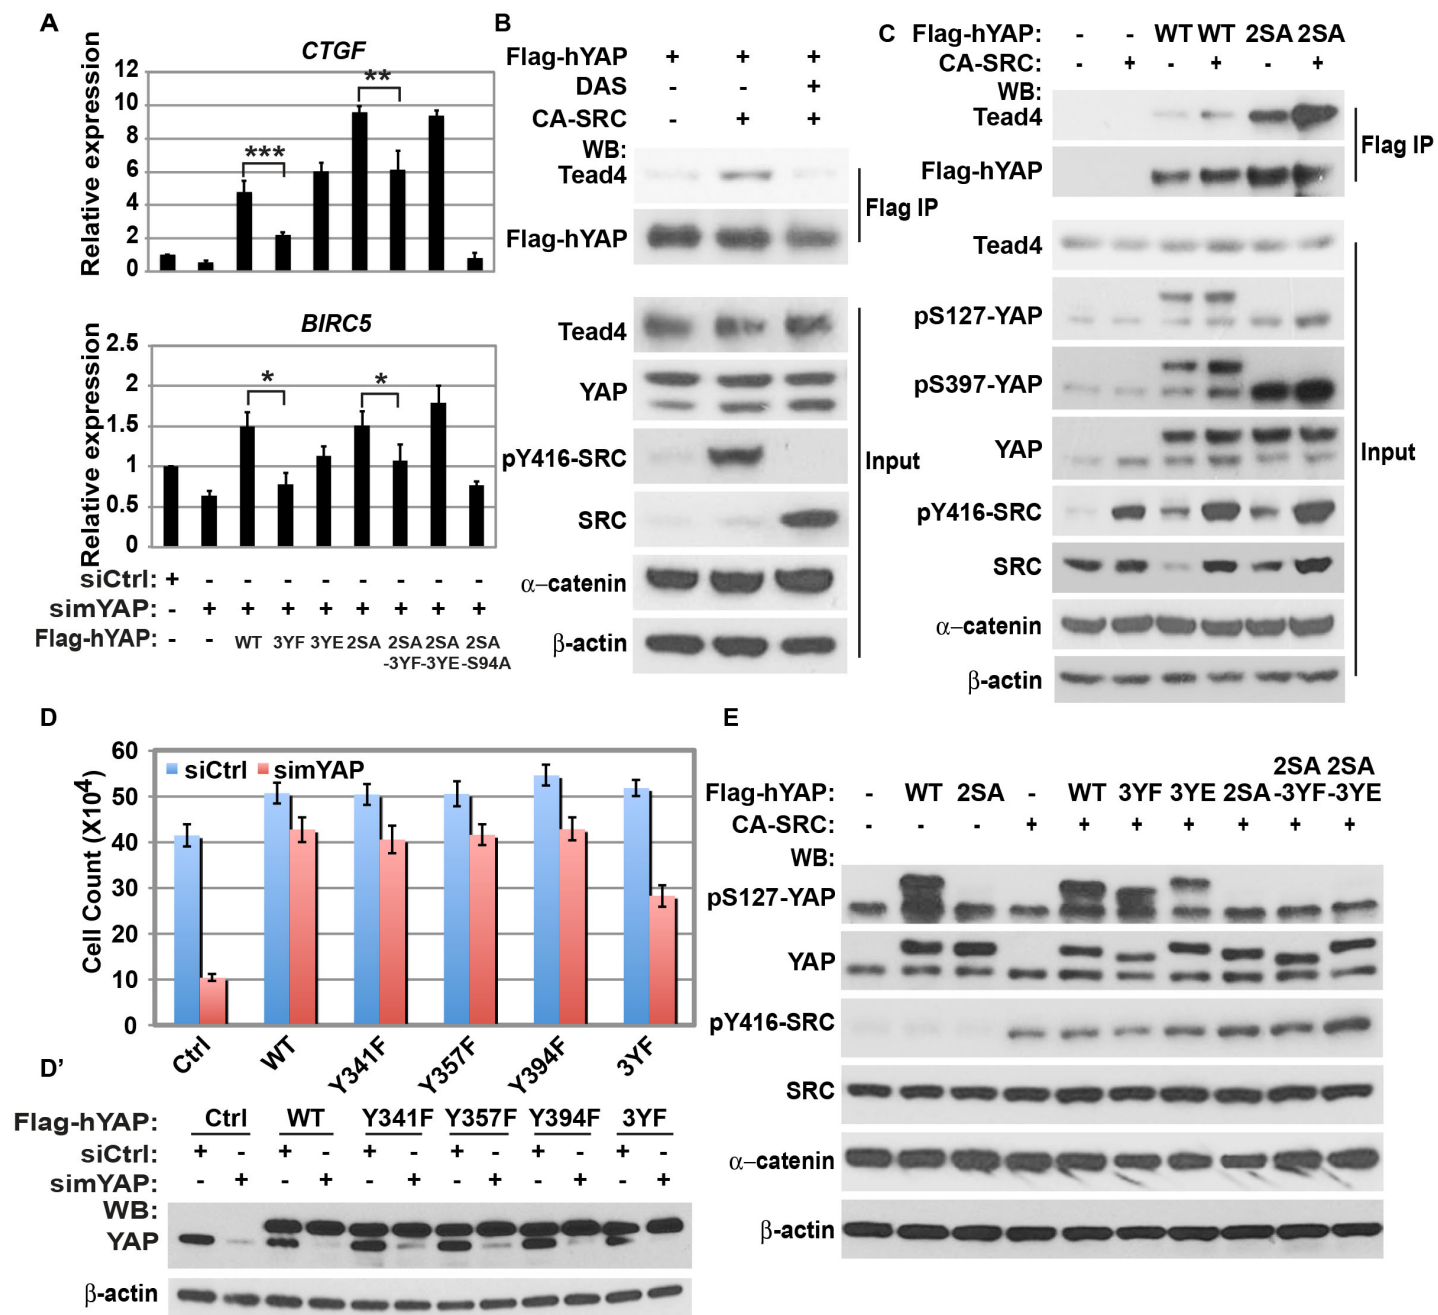 A
CTGF
Relative expression
12
10
8
6
4
2
0
***
**
BIRC5
Relative expression
2.5
2
1.5
1
0.5
0
*
*
siCtrl: + - - - - - - - -
simYAP: - + + + + + + + +
Flag-hYAP: - - WT 3YF 3YE 2SA 2SA 2SA 2SA
-3YF -3YE -S94A
B
Flag-hYAP + + +
DAS - - +
CA-SRC - + +
WB:
Tead4
Flag-hYAP
Flag IP
Tead4
YAP
pY416-SRC
SRC
α-catenin
β-actin
Input
C
Flag-hYAP: - - WT WT 2SA 2SA
CA-SRC: - + - + - +
WB:
Tead4
Flag-hYAP
Flag IP
Tead4
pS127-YAP
pS397-YAP
YAP
pY416-SRC
SRC
α-catenin
β-actin
Input
D
siCtrl simYAP
Cell Count (X10⁴)
60
50
40
30
20
10
0
Ctrl WT Y341F Y357F Y394F 3YF
D’
Flag-hYAP: Ctrl WT Y341F Y357F Y394F 3YF
siCtrl: + - + - + - + - + - + -
simYAP: - + - + - + - + - + - +
WB:
YAP
β-actin
E
2SA 2SA
Flag-hYAP: - WT 2SA - WT 3YF 3YE 2SA -3YF -3YE
CA-SRC: - - - + + + + + + +
WB:
pS127-YAP
YAP
pY416-SRC
SRC
α-catenin
β-actin